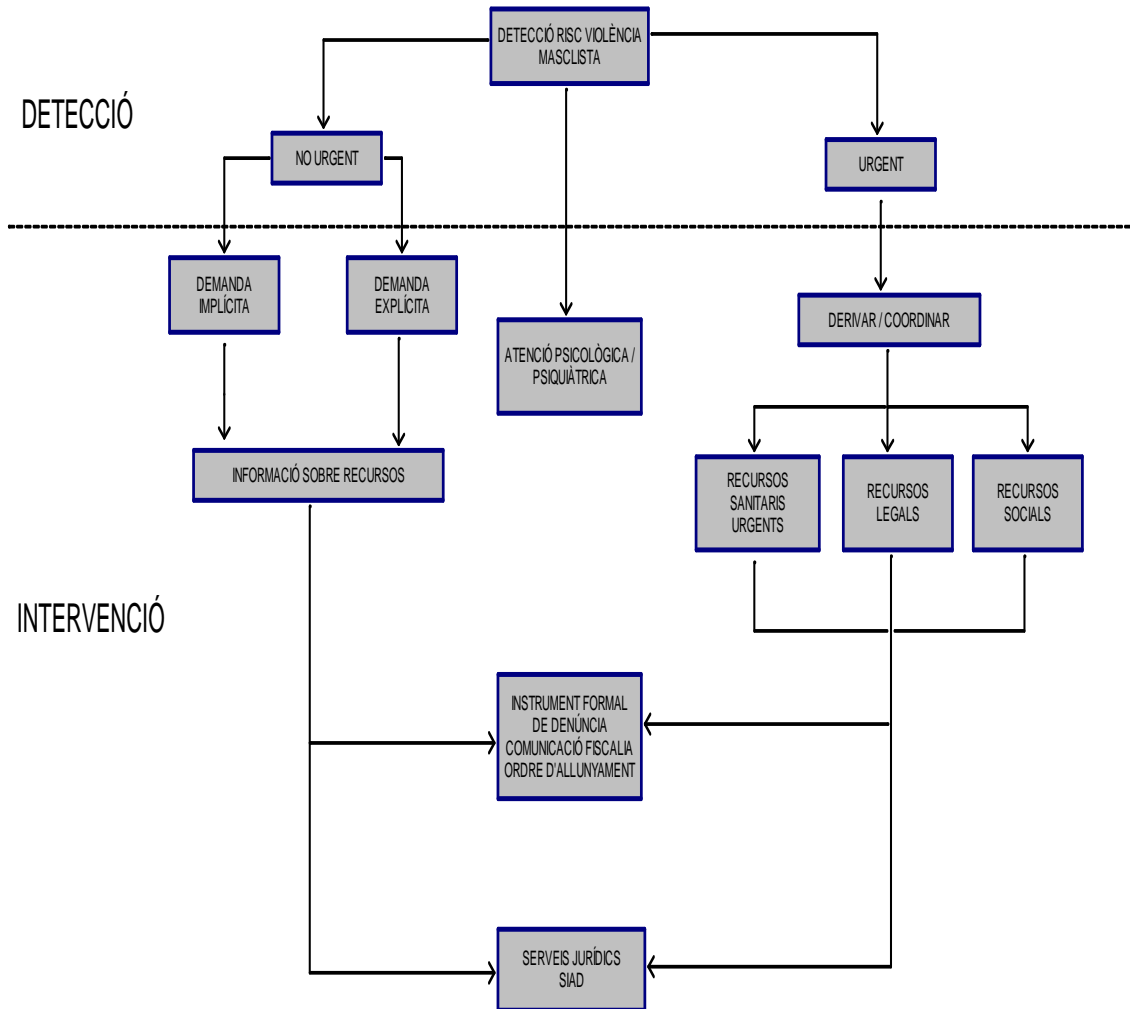 DETECCIÓ RISC VIOLÈNCIA
MASCLISTA
DETECCIÓ
NO URGENT
URGENT
DEMANDA
IMPLÍCITA
DEMANDA
EXPLÍCITA
DERIVAR / COORDINAR
ATENCIÓ PSICOLÒGICA /
PSIQUIÀTRICA
INFORMACIÓ SOBRE RECURSOS
RECURSOS
SANITARIS
URGENTS
RECURSOS
LEGALS
RECURSOS
SOCIALS
INTERVENCIÓ
INSTRUMENT FORMAL
DE DENÚNCIA
COMUNICACIÓ FISCALIA
ORDRE D'ALLUNYAMENT
SERVEIS JURÍDICS
SIAD